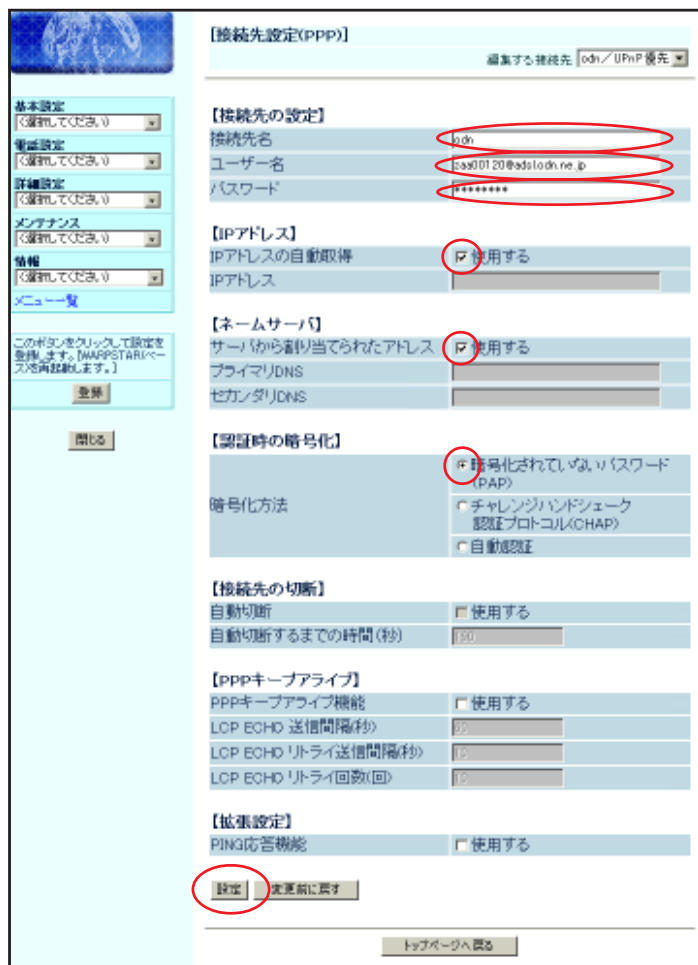 [接続先設定(PPP)]
編集する接続先 odn/UPnP優先
基本設定
(選択してください)
電話設定
(選択してください)
詳細設定
(選択してください)
メンテナンス
(選択してください)
情報
(選択してください)
メニュー一覧
このボタンをクリックして設定を
登録します。[WARPSTAR(ベー
ス)を再起動します。]
登録
閉じる
【接続先の設定】
接続先名 odn
ユーザー名 zaa00120@adsl.odn.ne.jp
パスワード ********
【IPアドレス】
IPアドレスの自動取得 使用する
IPアドレス
【ネームサーバ】
サーバから割り当てられたアドレス 使用する
プライマリDNS
セカンダリDNS
【認証時の暗号化】
暗号化方法
暗号化されていないパスワード
(PAP)
チャレンジハンドシェーク
認証プロトコル(CHAP)
自動認証
【接続先の切断】
自動切断 使用する
自動切断するまでの時間(秒)
【PPPキープアライブ】
PPPキープアライブ機能 使用する
LCP ECHO 送信間隔(秒) 60
LCP ECHO リトライ送信間隔(秒) 10
LCP ECHO リトライ回数(回) 10
【拡張設定】
PING応答機能 使用する
設定 変更前に戻す
トップページへ戻る